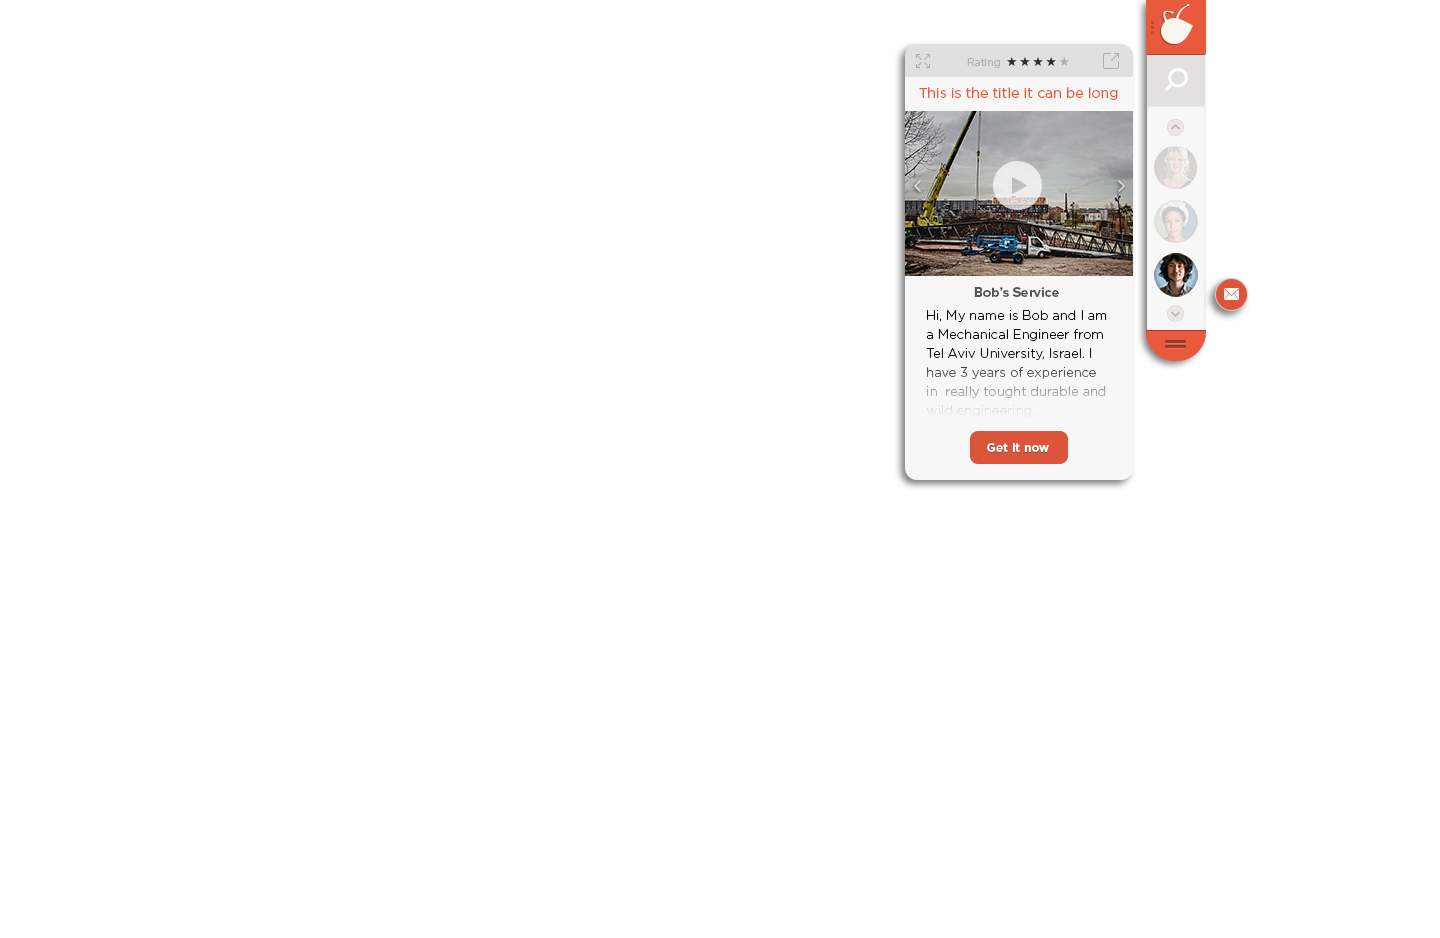 Rating
This is the title it can be long
Bob's Service
Hi, My name is Bob and I am
a Mechanical Engineer from
Tel Aviv University, Israel. I
have 3 years of experience
in really tought durable and
wild engineering...
Get it now